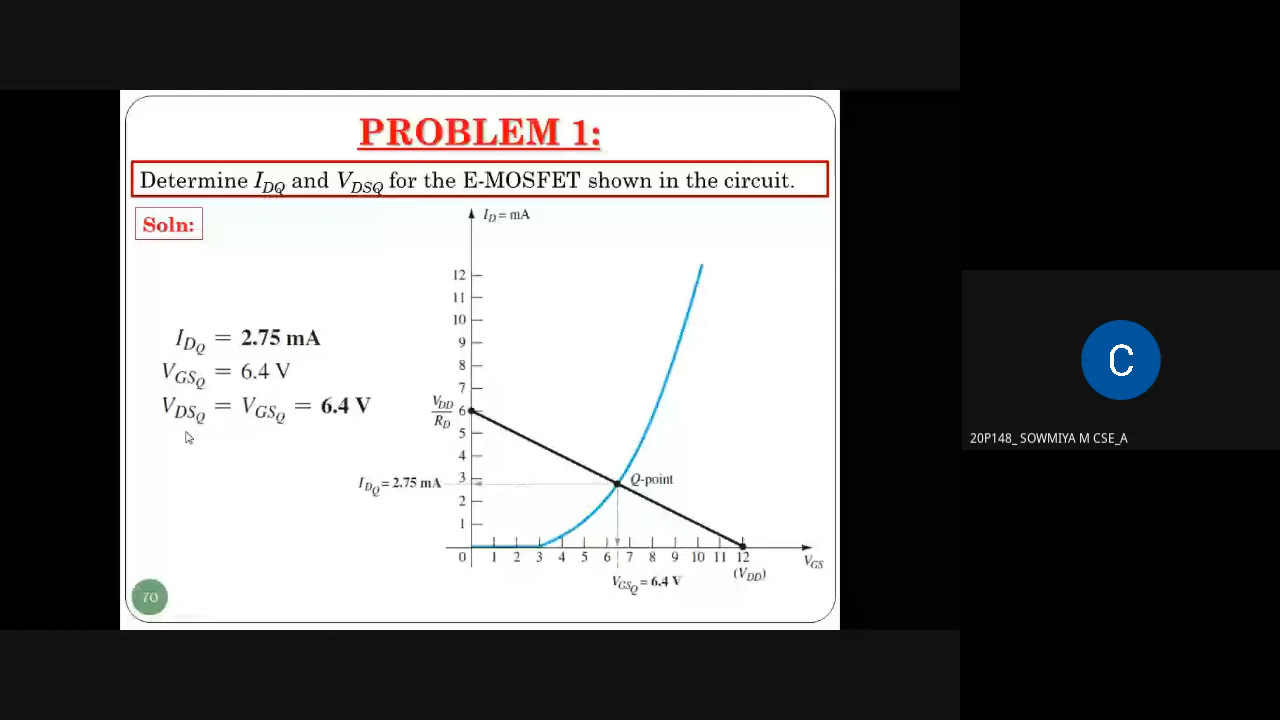 PROBLEM 1:
Determine I_DQ and V_DSQ for the E-MOSFET shown in the circuit.
Soln:
I_D = mA
12
11
10
9
8
7
6
5
4
3
2
1
V_DD
R_D
I_DQ = 2.75 mA
V_GSQ = 6.4 V
V_DSQ = V_GSQ = 6.4 V
I_DQ = 2.75 mA
Q-point
0 1 2 3 4 5 6 7 8 9 10 11 12
V_GS
(V_DD)
V_GSQ = 6.4 V
70
C
20P148_ SOWMIYA M CSE_A